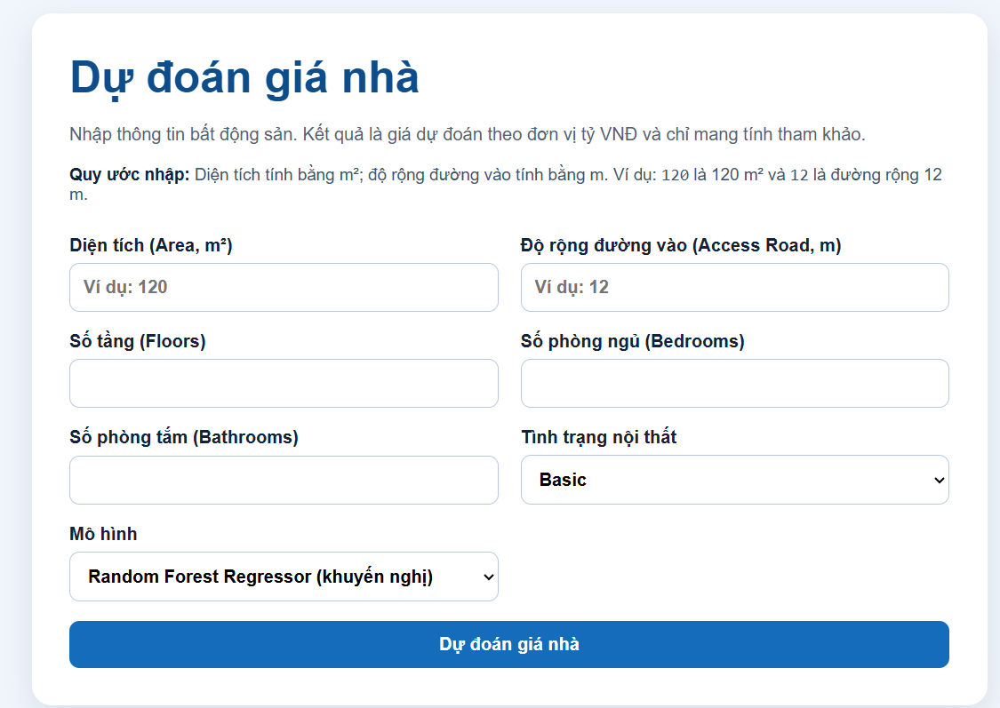 Dự đoán giá nhà
Nhập thông tin bất động sản. Kết quả là giá dự đoán theo đơn vị tỷ VNĐ và chỉ mang tính tham khảo.
Quy ước nhập: Diện tích tính bằng m²; độ rộng đường vào tính bằng m. Ví dụ: 120 là 120 m² và 12 là đường rộng 12
m.
Diện tích (Area, m²)
Độ rộng đường vào (Access Road, m)
Ví dụ: 120
Ví dụ: 12
Số tầng (Floors)
Số phòng ngủ (Bedrooms)
Số phòng tắm (Bathrooms)
Tình trạng nội thất
Basic
Mô hình
Random Forest Regressor (khuyến nghị)
Dự đoán giá nhà